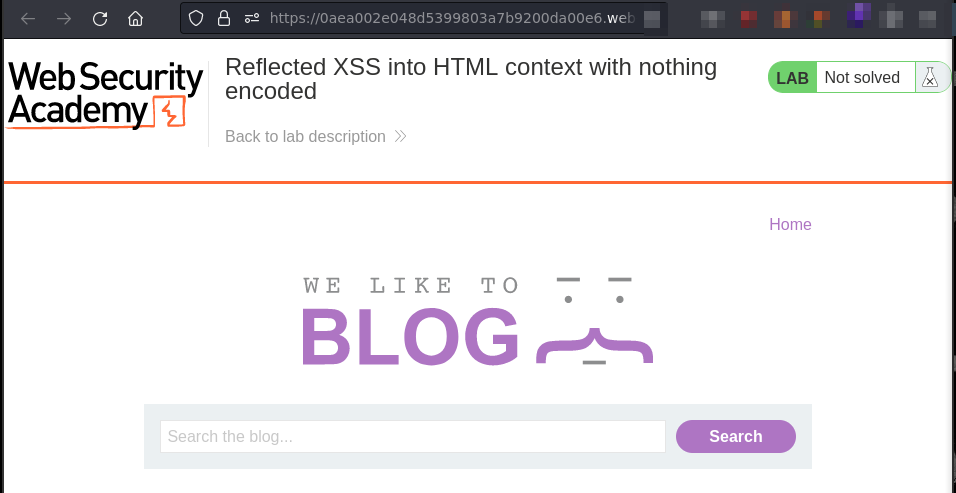 https://0aea002e048d5399803a7b9200da00e6.web
Web Security
Academy
Reflected XSS into HTML context with nothing
encoded
Back to lab description
LAB
Not solved
Home
WE LIKE TO
BLOG
Search the blog...
Search